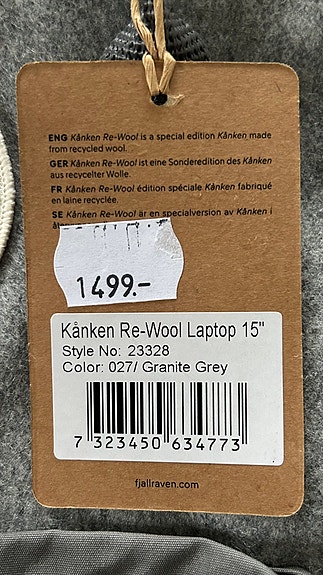 ENG Kånken Re-Wool is a special edition Kånken made
from recycled wool.
GER Kånken Re-Wool ist eine Sonderedition des Kånken
aus recycelter Wolle.
FR Kånken Re-Wool édition spéciale Kånken fabriqué
en laine recyclée.
SE Kånken Re-Wool är en specialversion av Kånken i
1499.-
Kånken Re-Wool Laptop 15"
Style No: 23328
Color: 027/ Granite Grey
7 323450 634773
fjallraven.com